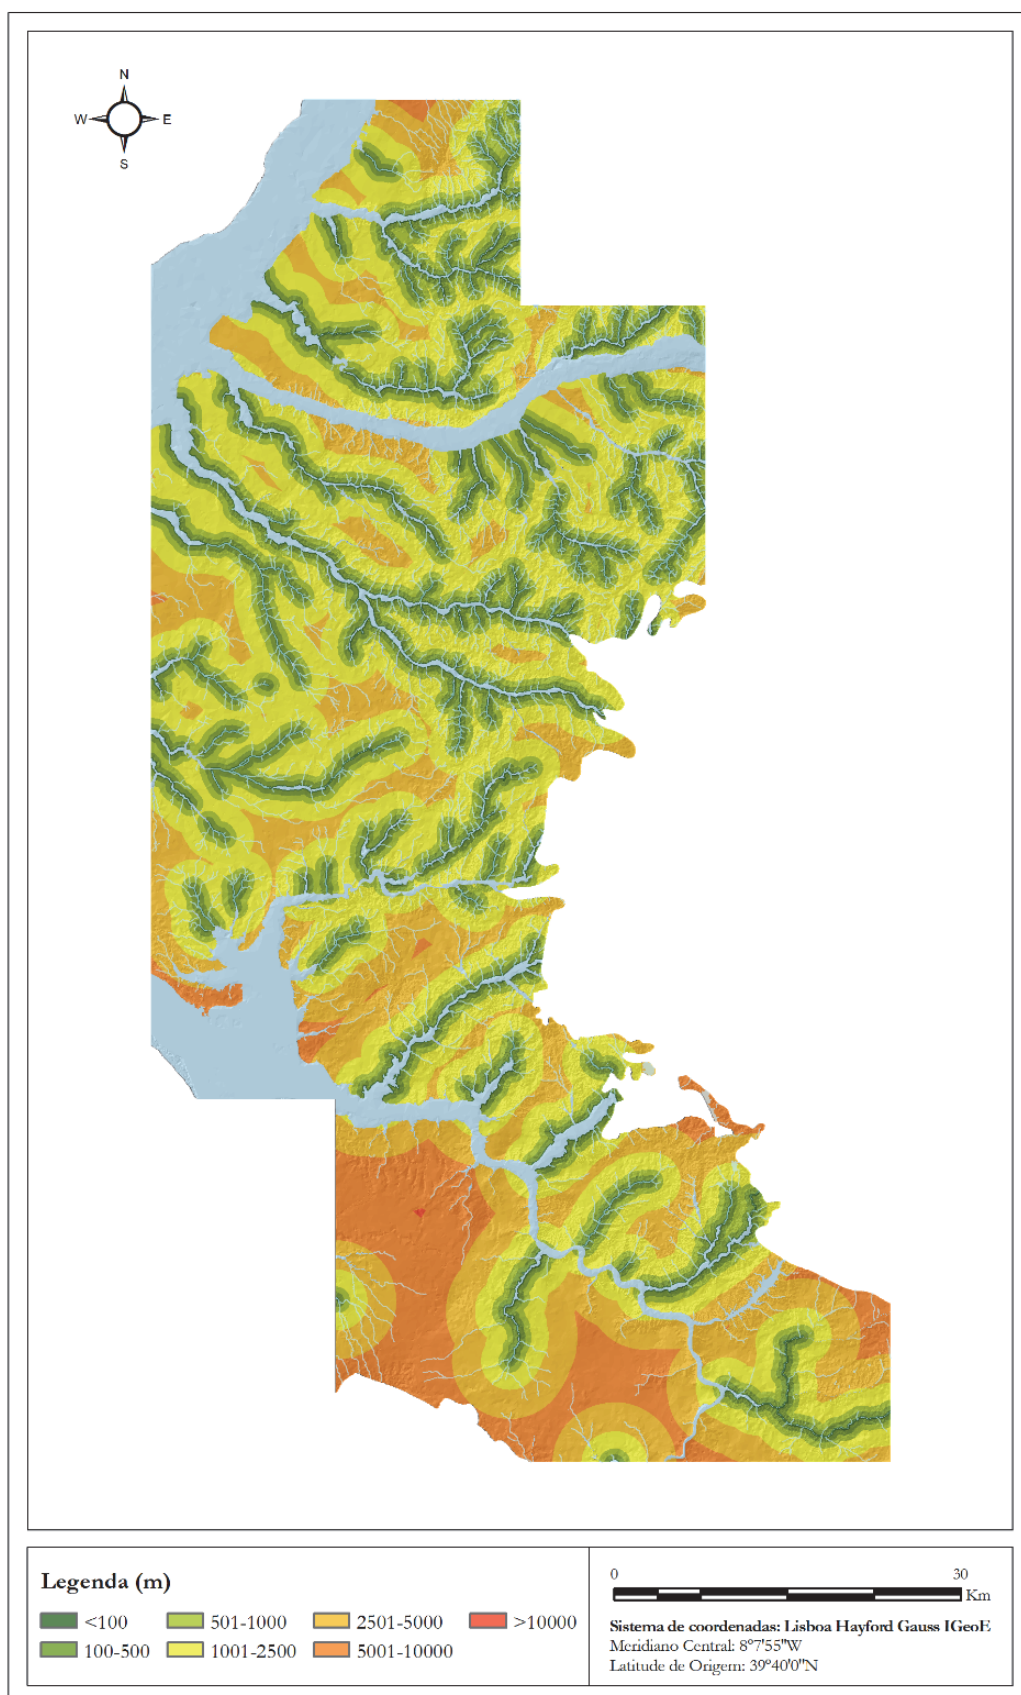 N
W E
S
Legenda (m)
<100 501-1000 2501-5000 >10000
100-500 1001-2500 5001-10000
0 30
Km
Sistema de coordenadas: Lisboa Hayford Gauss IGeoE
Meridiano Central: 8°7'55"W
Latitude de Origem: 39°40'0"N